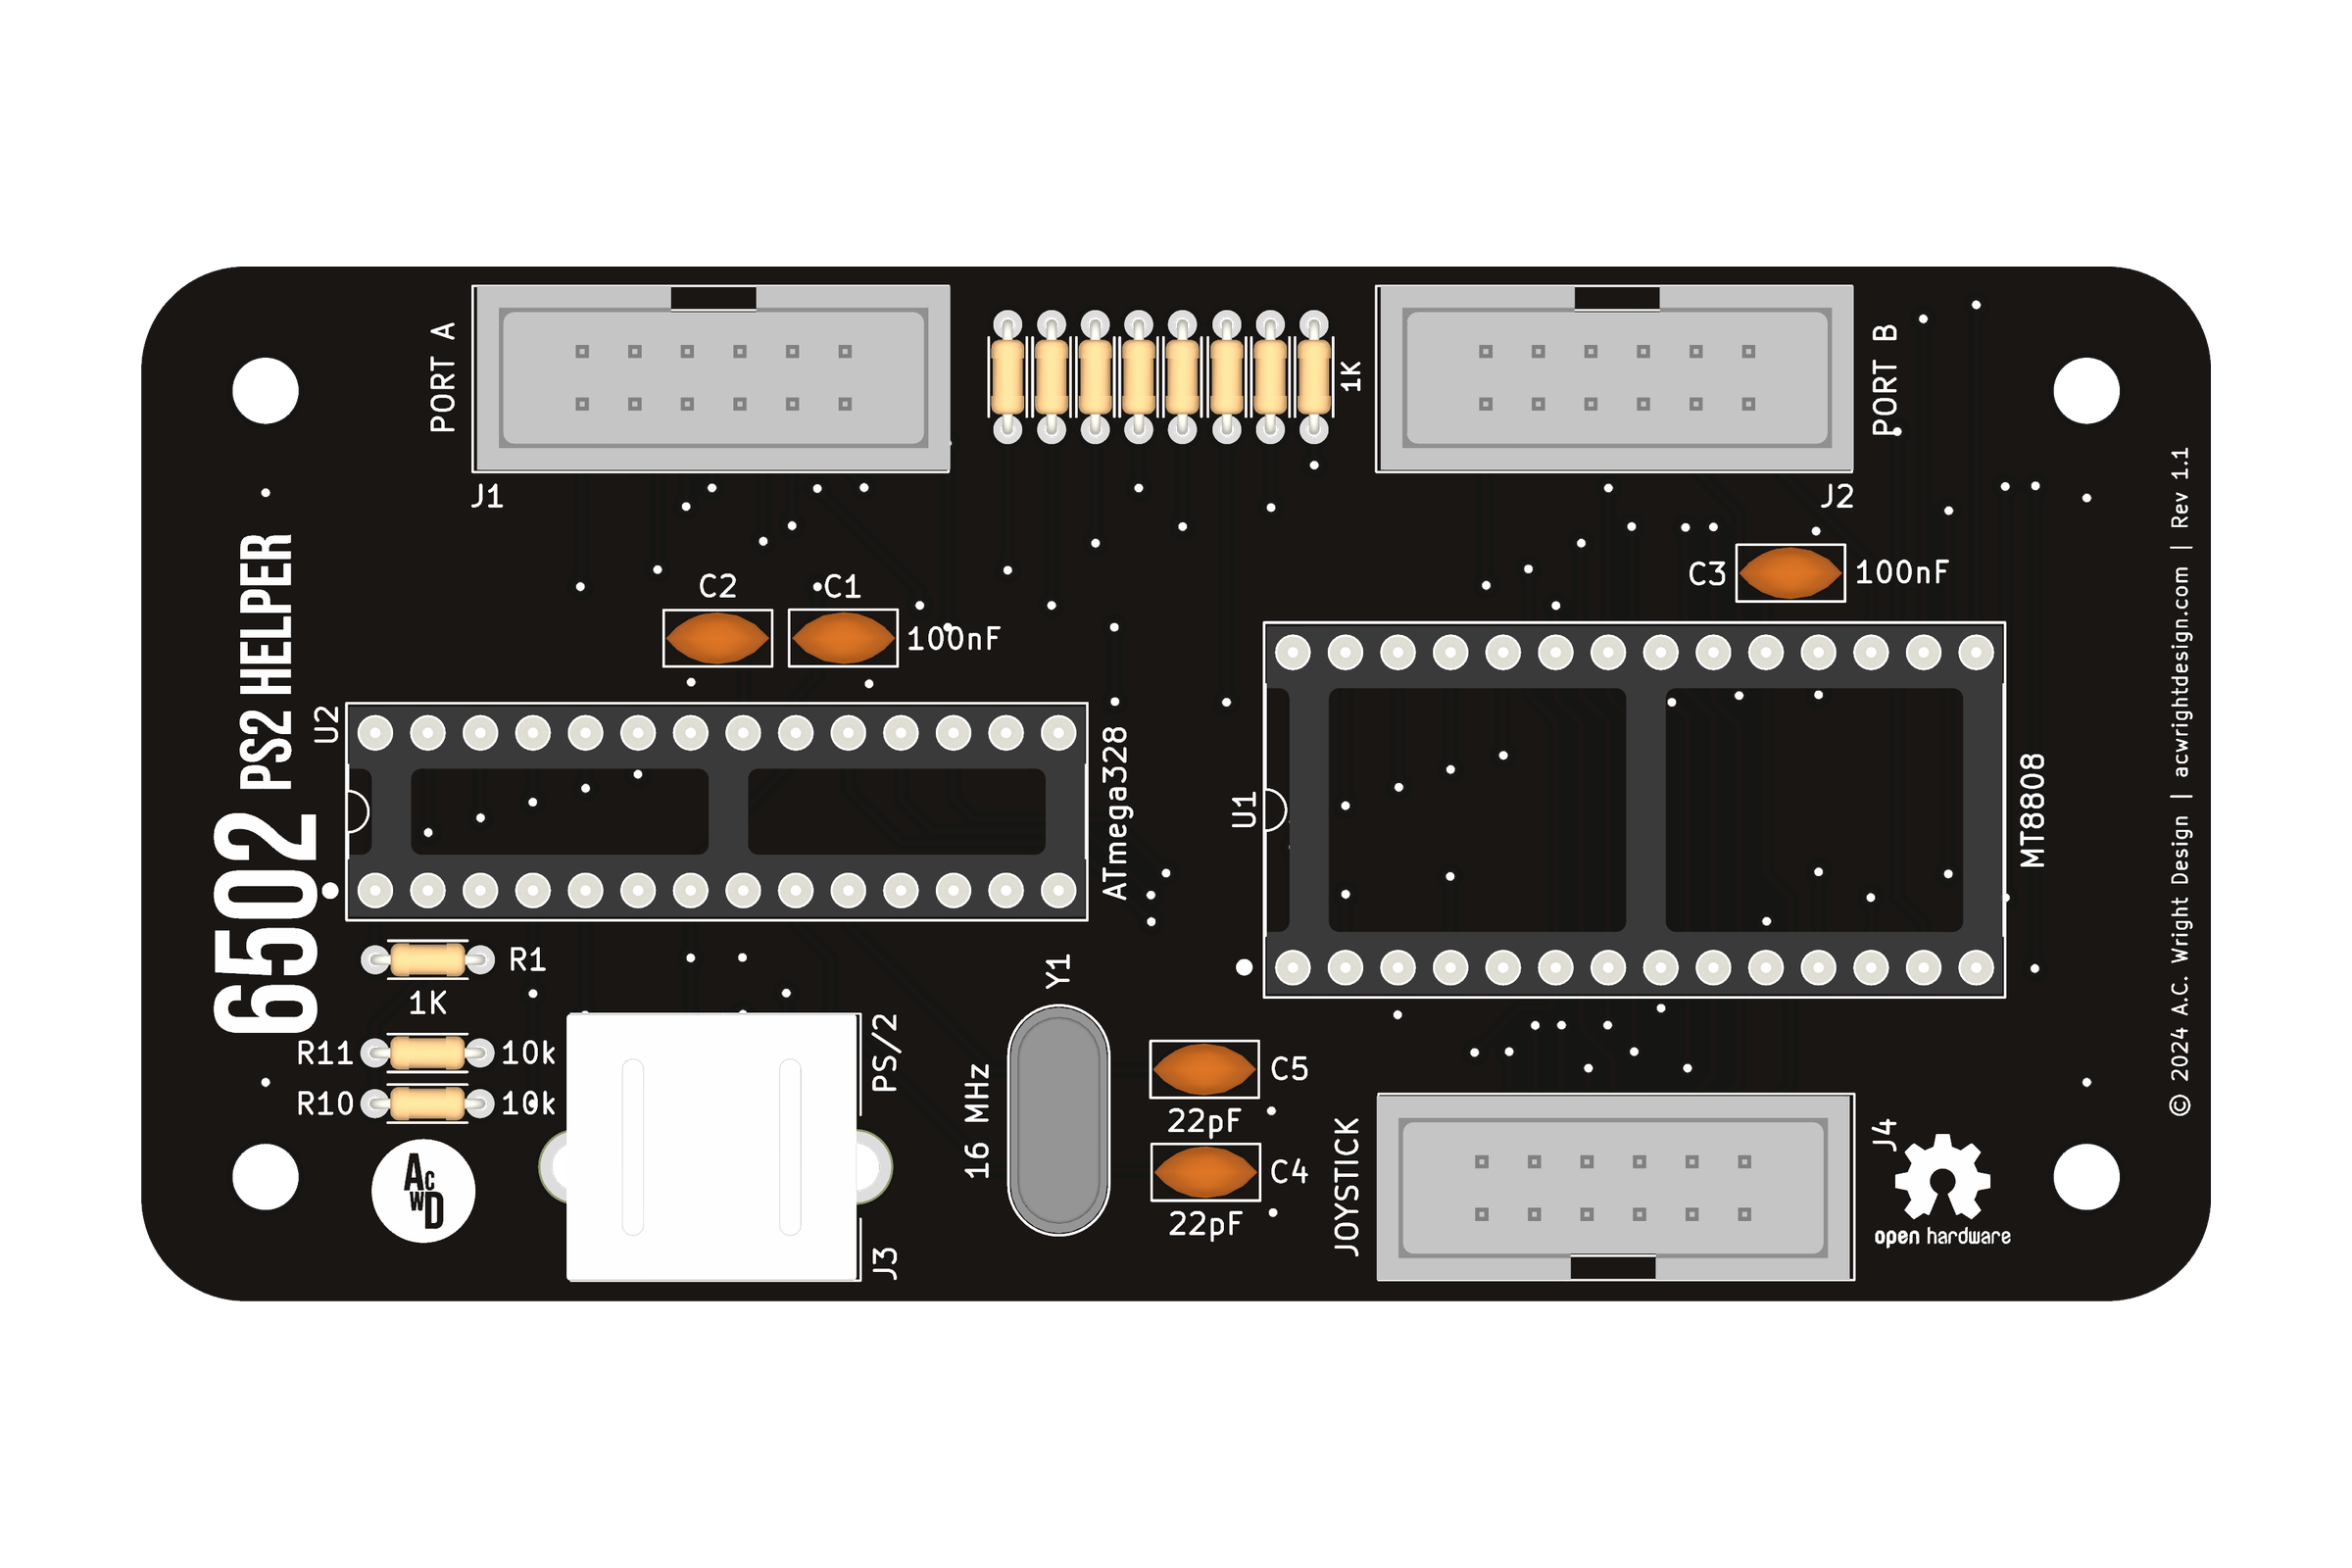 PORT A
J1
1K
PORT B
J2
6502 PS2 HELPER
C2
C1
100nF
C3
100nF
U2
ATmega328
U1
MT8808
R1
1K
R11
10k
R10
10k
AcwD
PS/2
J3
Y1
16 MHz
C5
22pF
C4
22pF
JOYSTICK
J4
open hardware
© 2024 A.C. Wright Design | acwrightdesign.com | Rev 1.1